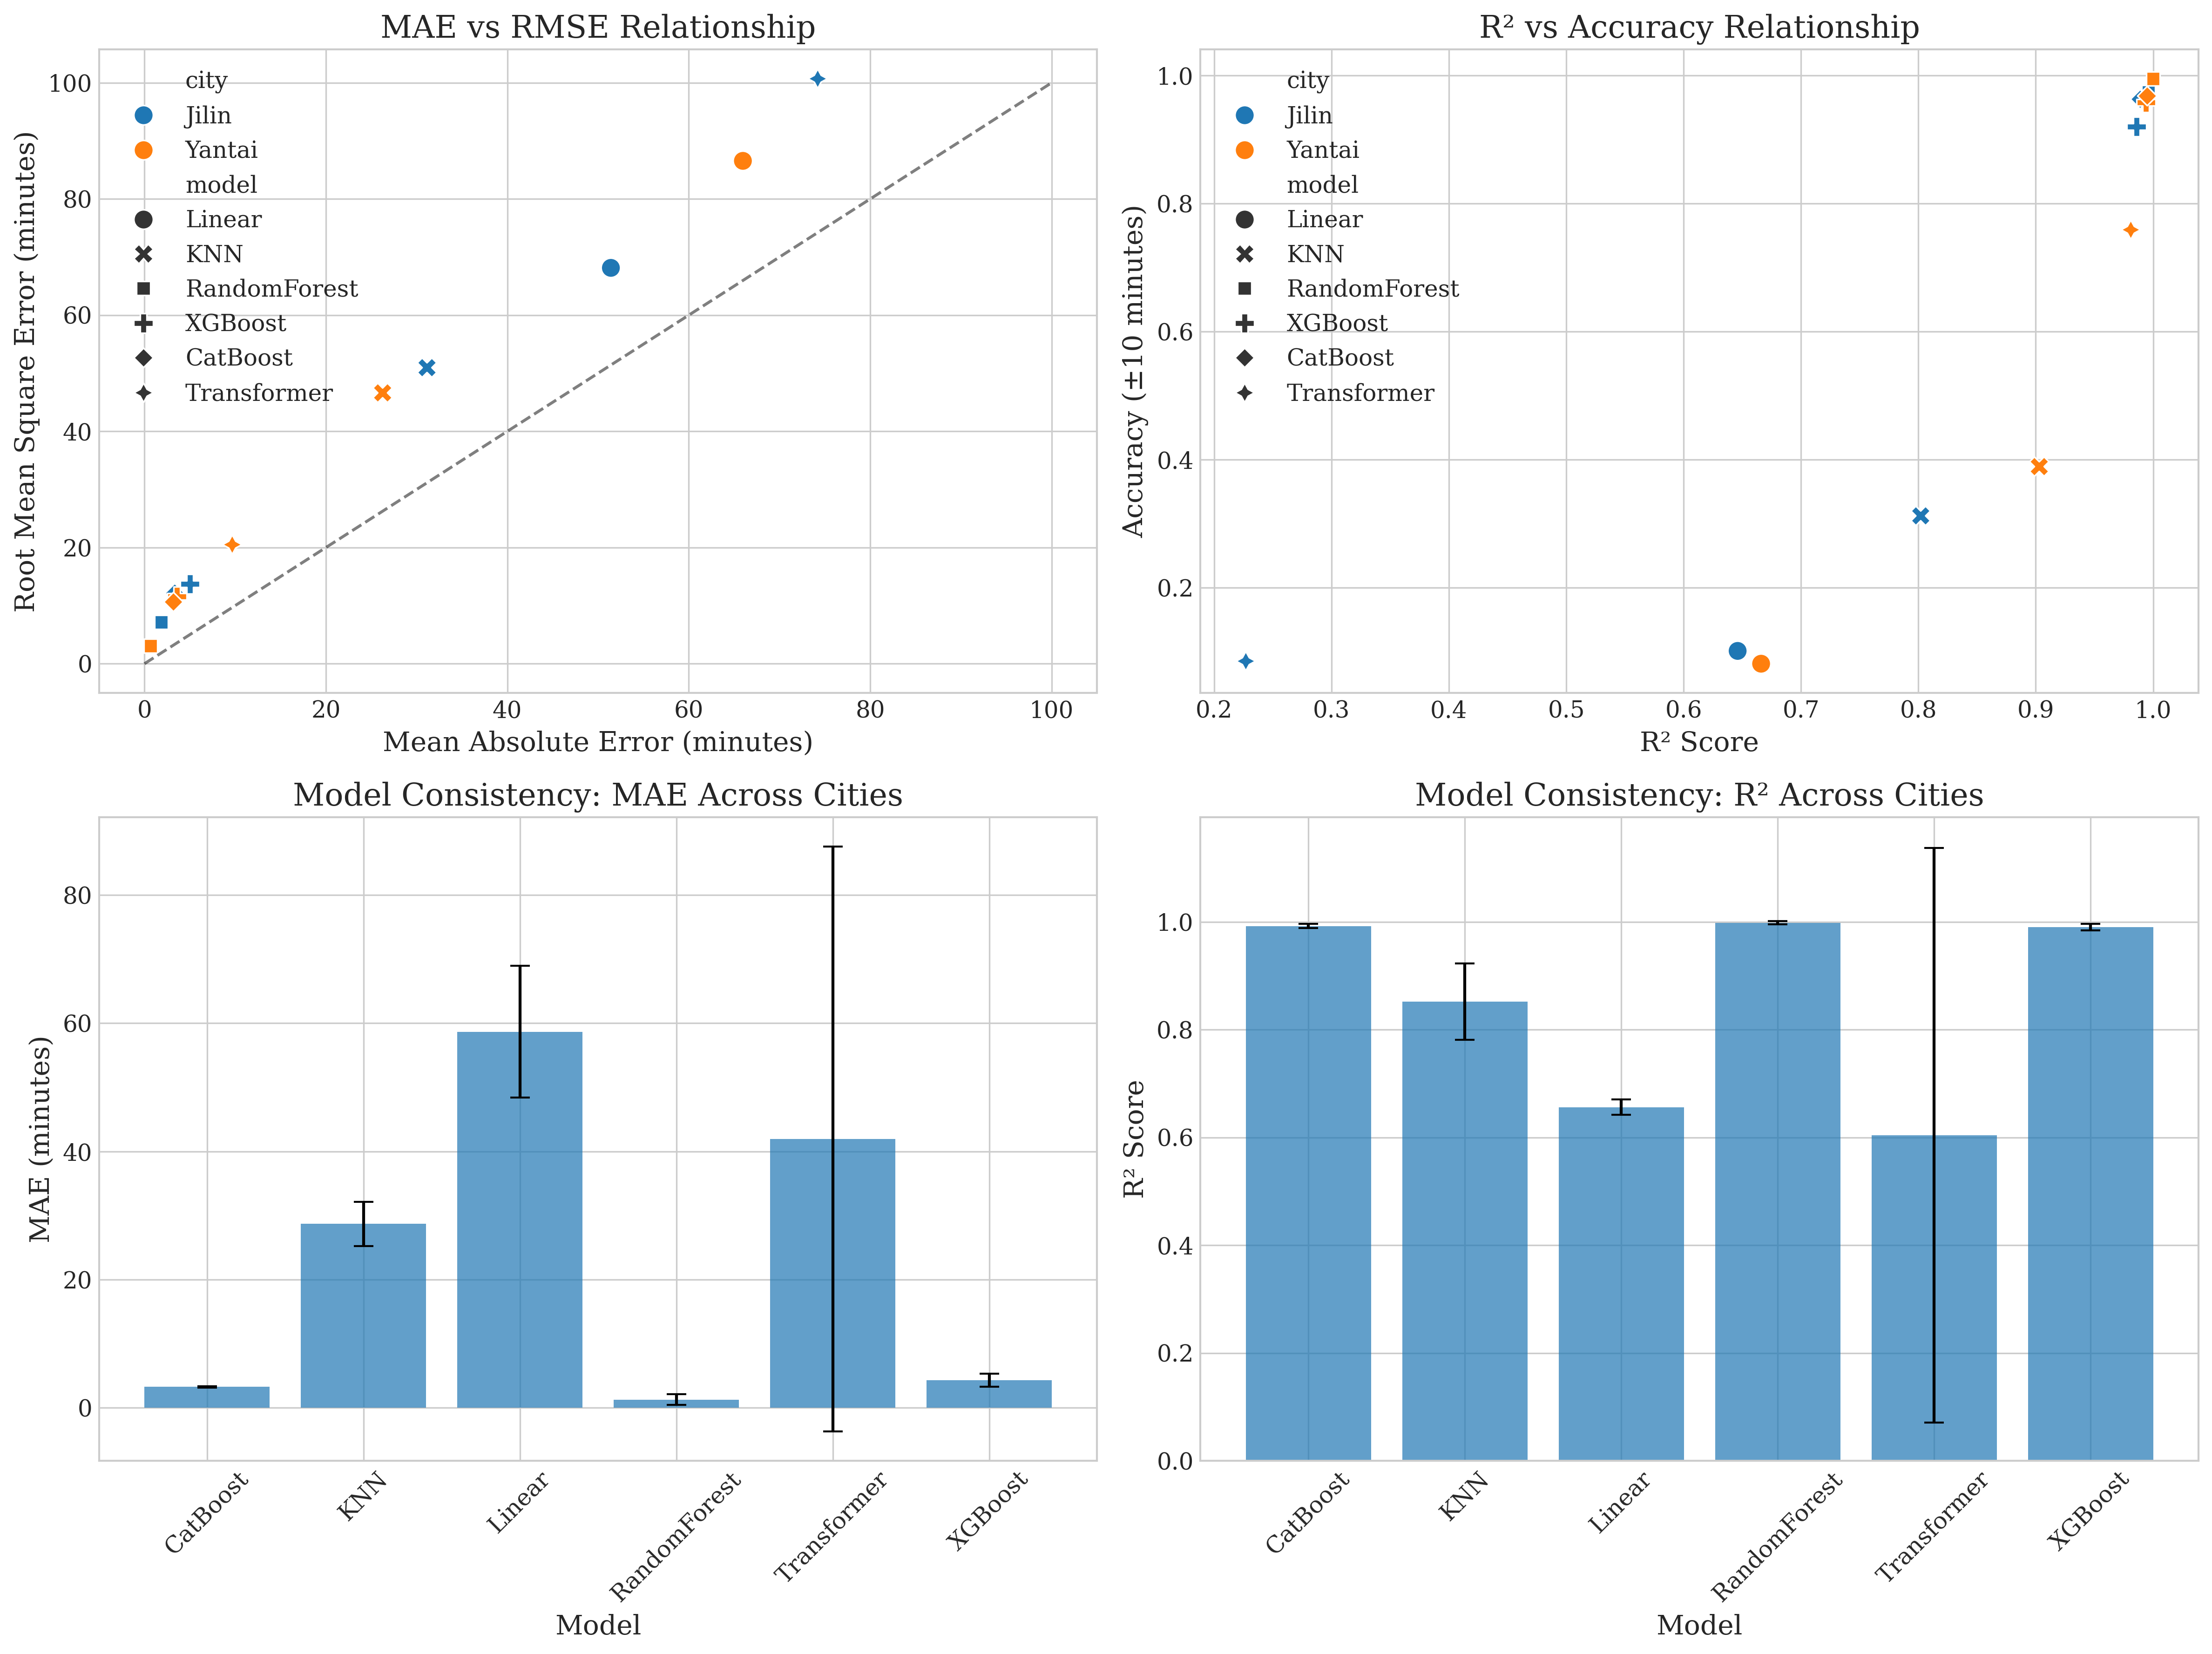 MAE vs RMSE Relationship
Root Mean Square Error (minutes)
100
80
60
40
20
0
city
Jilin
Yantai
model
Linear
KNN
RandomForest
XGBoost
CatBoost
Transformer
0 20 40 60 80 100
Mean Absolute Error (minutes)
R² vs Accuracy Relationship
Accuracy (±10 minutes)
1.0
0.8
0.6
0.4
0.2
city
Jilin
Yantai
model
Linear
KNN
RandomForest
XGBoost
CatBoost
Transformer
0.2 0.3 0.4 0.5 0.6 0.7 0.8 0.9 1.0
R² Score
Model Consistency: MAE Across Cities
MAE (minutes)
80
60
40
20
0
CatBoost KNN Linear RandomForest Transformer XGBoost
Model
Model Consistency: R² Across Cities
R² Score
1.0
0.8
0.6
0.4
0.2
0.0
CatBoost KNN Linear RandomForest Transformer XGBoost
Model